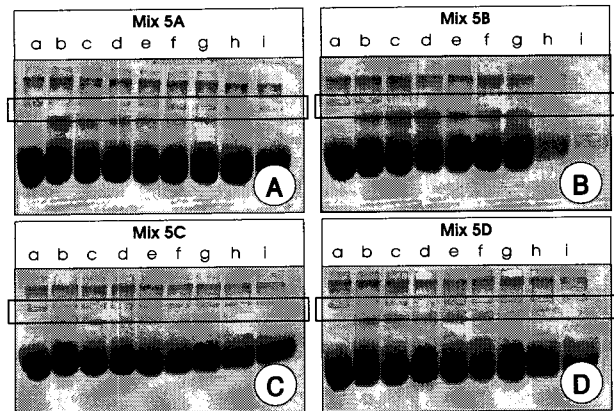 Mix 5A
a b c d e f g h i
A
Mix 5B
a b c d e f g h i
B
Mix 5C
a b c d e f g h i
C
Mix 5D
a b c d e f g h i
D